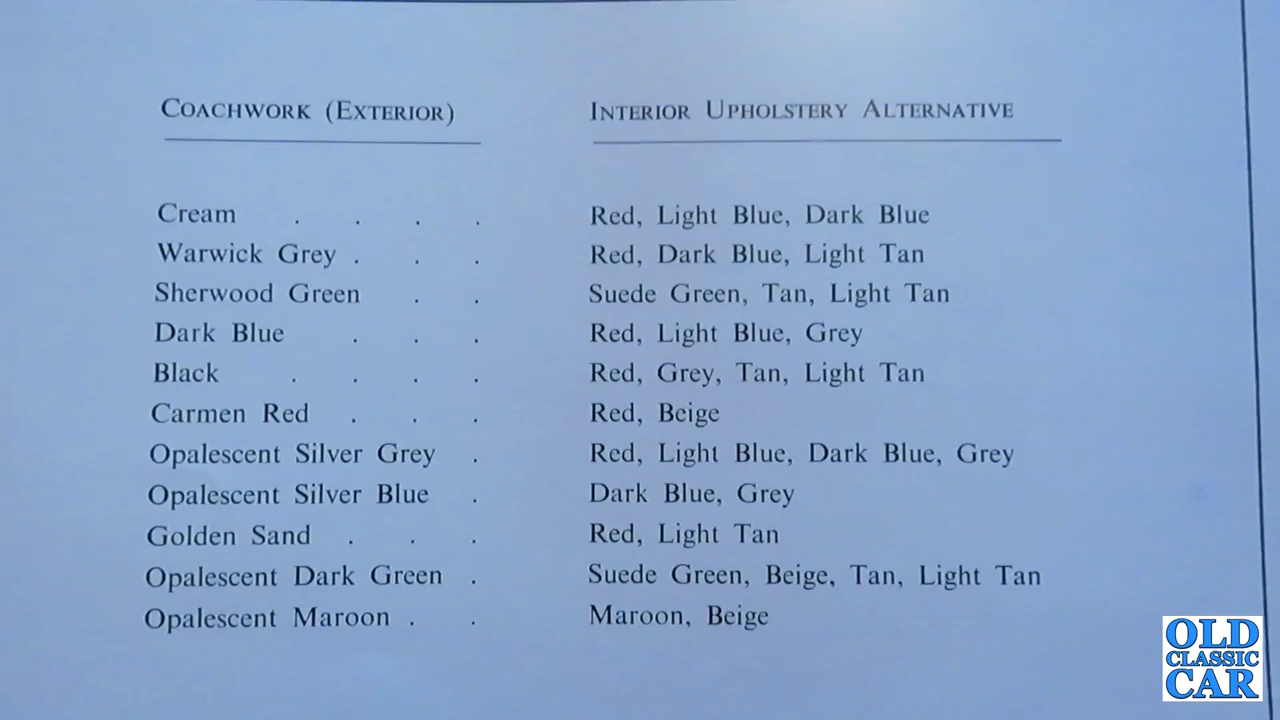 COACHWORK (EXTERIOR) INTERIOR UPHOLSTERY ALTERNATIVE
Cream . . . . Red, Light Blue, Dark Blue
Warwick Grey . . . Red, Dark Blue, Light Tan
Sherwood Green . . Suede Green, Tan, Light Tan
Dark Blue . . . Red, Light Blue, Grey
Black . . . . Red, Grey, Tan, Light Tan
Carmen Red . . . Red, Beige
Opalescent Silver Grey . Red, Light Blue, Dark Blue, Grey
Opalescent Silver Blue . Dark Blue, Grey
Golden Sand . . . Red, Light Tan
Opalescent Dark Green . Suede Green, Beige, Tan, Light Tan
Opalescent Maroon . . Maroon, Beige
OLD
CLASSIC
CAR